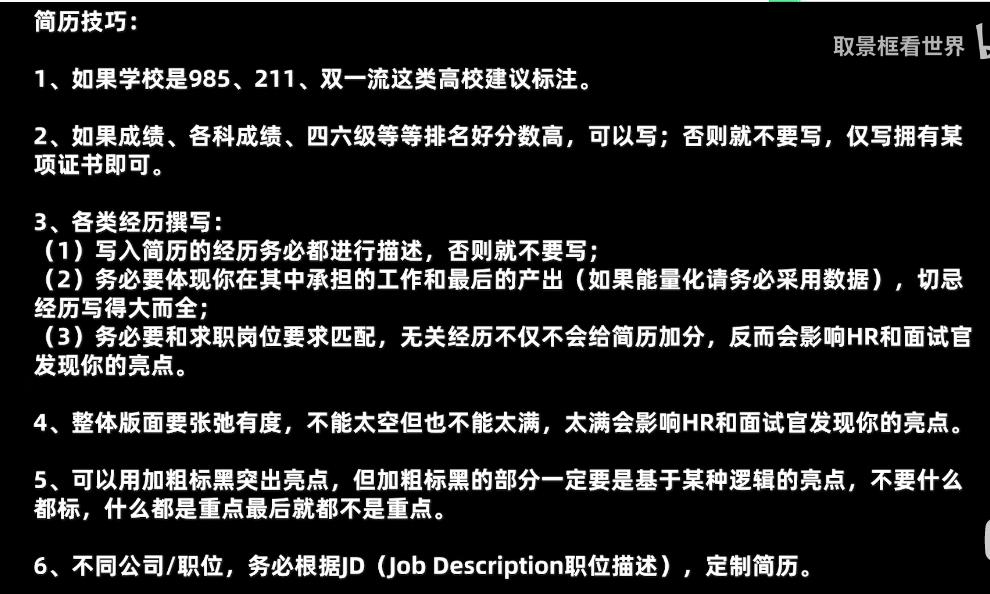 简历技巧：
取景框看世界
1、如果学校是985、211、双一流这类高校建议标注。
2、如果成绩、各科成绩、四六级等等排名好分数高，可以写；否则就不要写，仅写拥有某
项证书即可。
3、各类经历撰写：
（1）写入简历的经历务必都进行描述，否则就不要写；
（2）务必要体现你在其中承担的工作和最后的产出（如果能量化请务必采用数据），切忌
经历写得大而全；
（3）务必要和求职岗位要求匹配，无关经历不仅不会给简历加分，反而会影响HR和面试官
发现你的亮点。
4、整体版面要张弛有度，不能太空但也不能太满，太满会影响HR和面试官发现你的亮点。
5、可以用加粗标黑突出亮点，但加粗标黑的部分一定要是基于某种逻辑的亮点，不要什么
都标，什么都是重点最后就都不是重点。
6、不同公司/职位，务必根据JD（Job Description职位描述），定制简历。